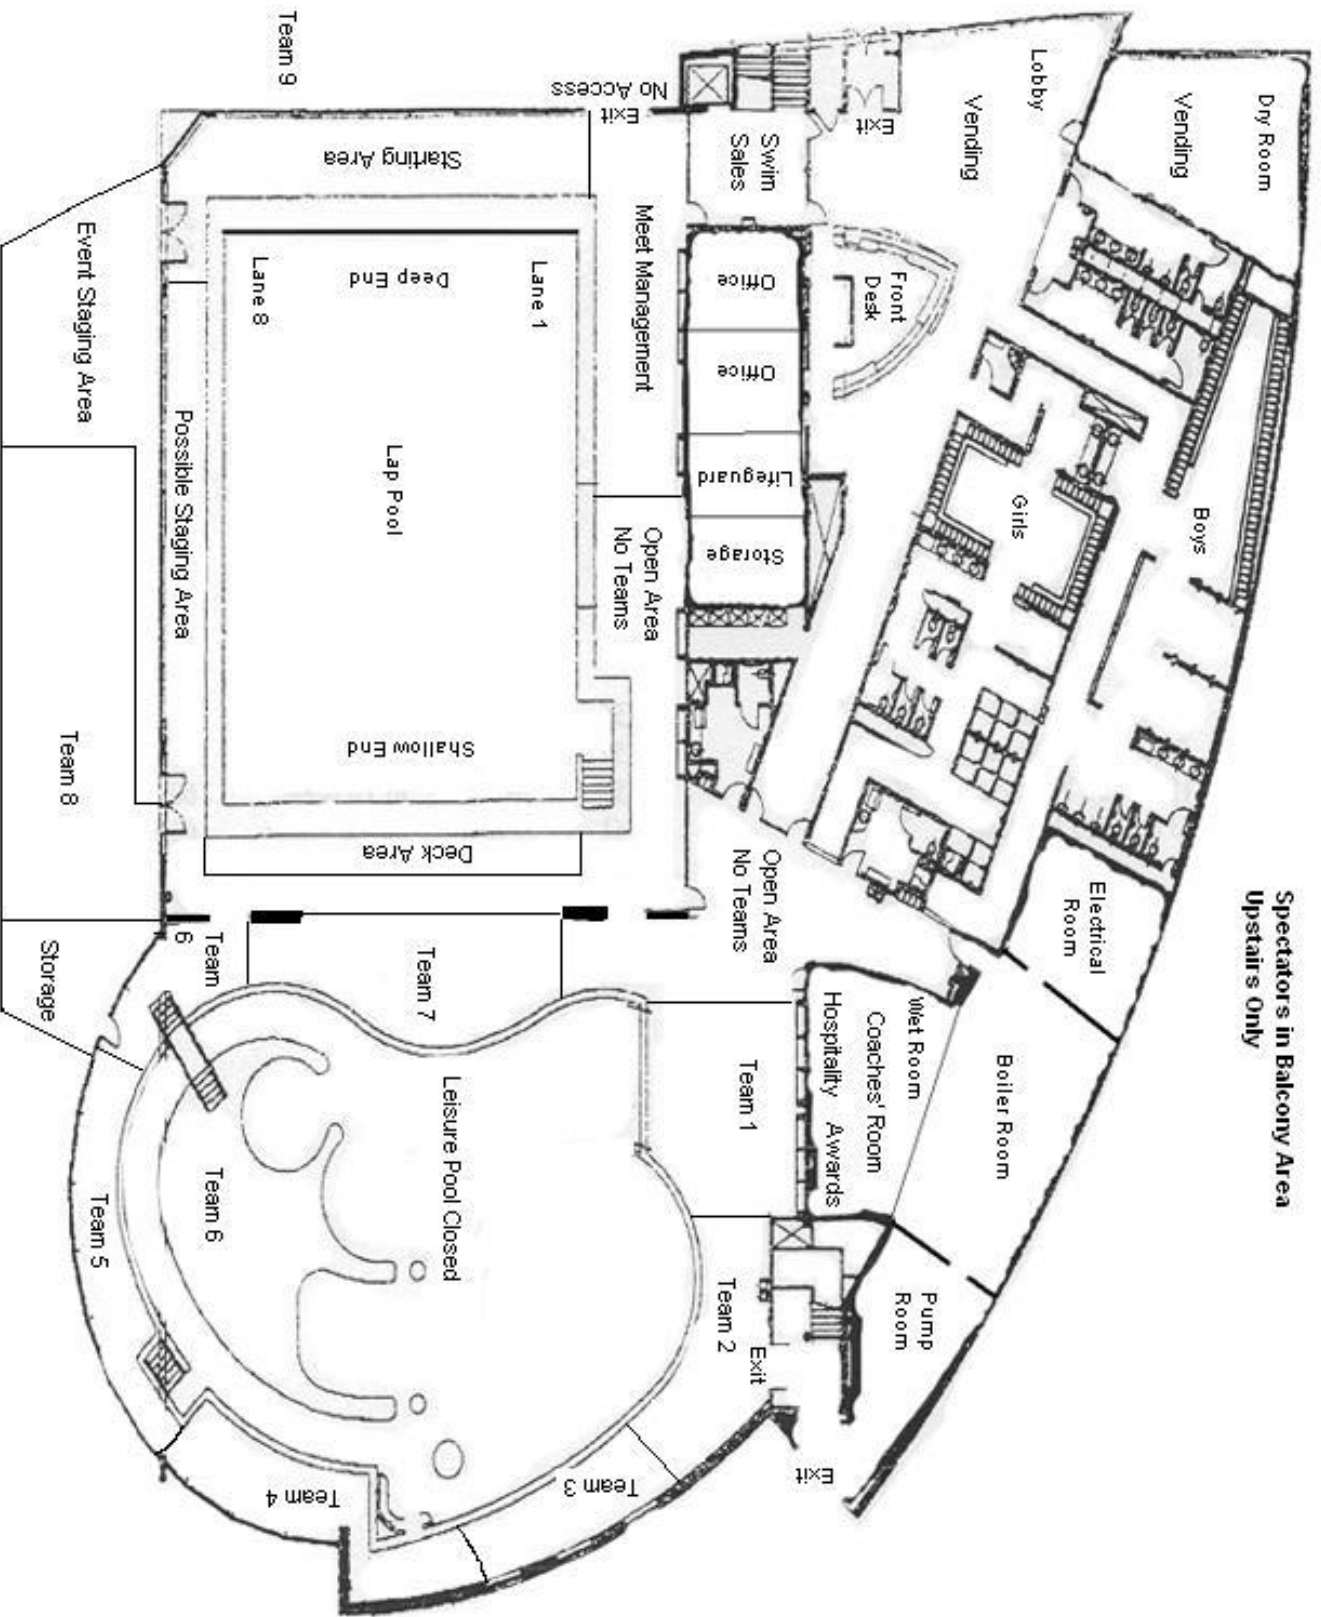 Team 9
No Access
Exit
Lobby
Dry Room
Vending
Vending
Exit
Swim
Sales
Starting Area
Meet Management
Event Staging Area
Lane 8
Deep End
Lane 1
Office
Front
Desk
Office
Possible Staging Area
Lap Pool
Lifeguard
Storage
Girls
Boys
Open Area
No Teams
Team 8
Shallow End
Deck Area
Open Area
No Teams
Electrical
Room
Spectators in Balcony Area
Upstairs Only
Storage
Team
6
Team 7
Wet Room
Coaches' Room
Hospitality Awards
Boiler Room
Team 1
Leisure Pool Closed
Team 5
Team 6
Team 2
Exit
Pump
Room
Exit
Team 4
Team 3